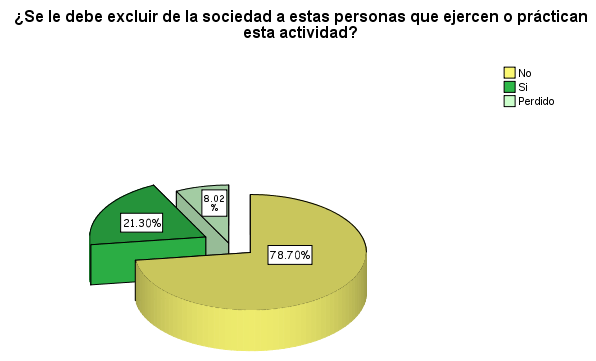 ¿Se le debe excluir de la sociedad a estas personas que ejercen o práctican
esta actividad?
No
Si
Perdido
8.02
%
21.30%
78.70%